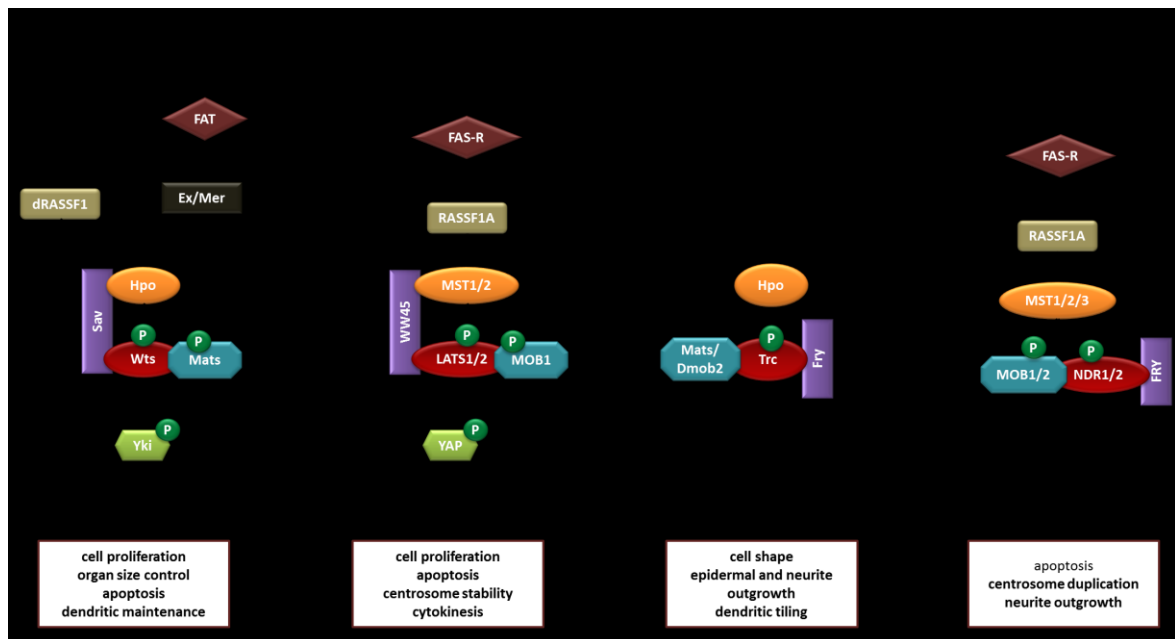 FAT
Ex/Mer
dRASSF1
Hpo
Sav
P
P
Wts
Mats
P
Yki
cell proliferation
organ size control
apoptosis
dendritic maintenance
FAS-R
RASSF1A
MST1/2
WW45
P
P
LATS1/2
MOB1
P
YAP
cell proliferation
apoptosis
centrosome stability
cytokinesis
Hpo
P
Mats/
Dmob2
Trc
Fry
cell shape
epidermal and neurite
outgrowth
dendritic tiling
FAS-R
RASSF1A
MST1/2/3
P
P
MOB1/2
NDR1/2
FRY
apoptosis
centrosome duplication
neurite outgrowth